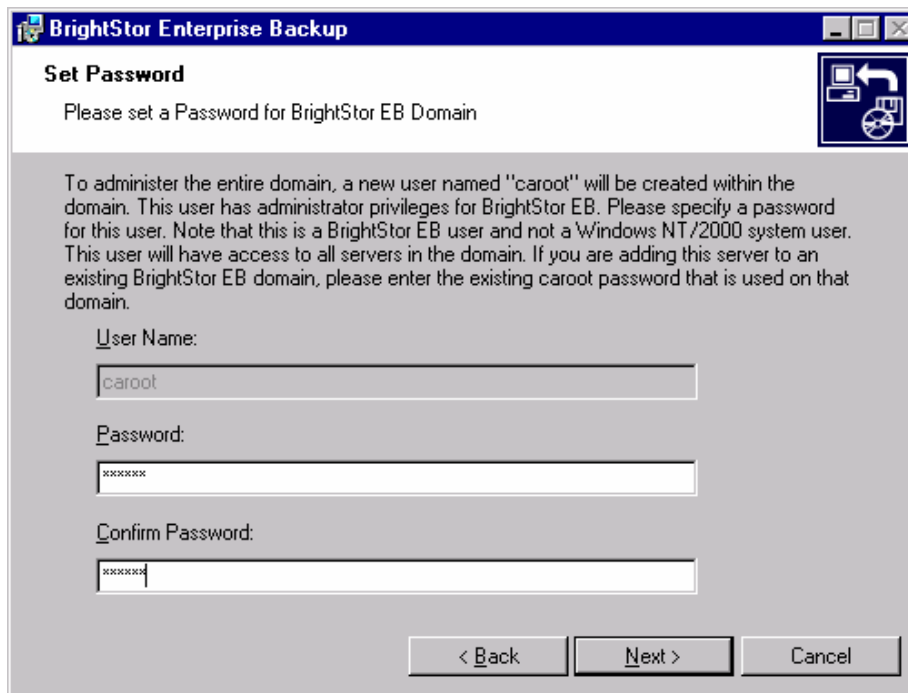 BrightStor Enterprise Backup
Set Password
Please set a Password for BrightStor EB Domain
To administer the entire domain, a new user named "caroot" will be created within the
domain. This user has administrator privileges for BrightStor EB. Please specify a password
for this user. Note that this is a BrightStor EB user and not a Windows NT/2000 system user.
This user will have access to all servers in the domain. If you are adding this server to an
existing BrightStor EB domain, please enter the existing caroot password that is used on that
domain.
User Name:
caroot
Password:
******
Confirm Password:
******
< Back
Next >
Cancel